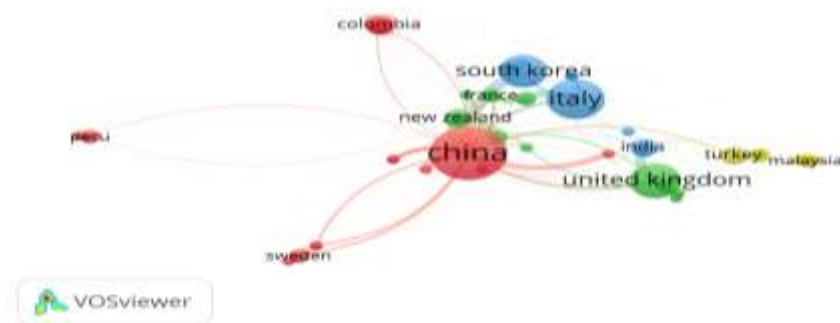 colombia
south korea
france
italy
new zealand
peru
china
india
turkey
malaysia
united kingdom
sweden
VOSviewer